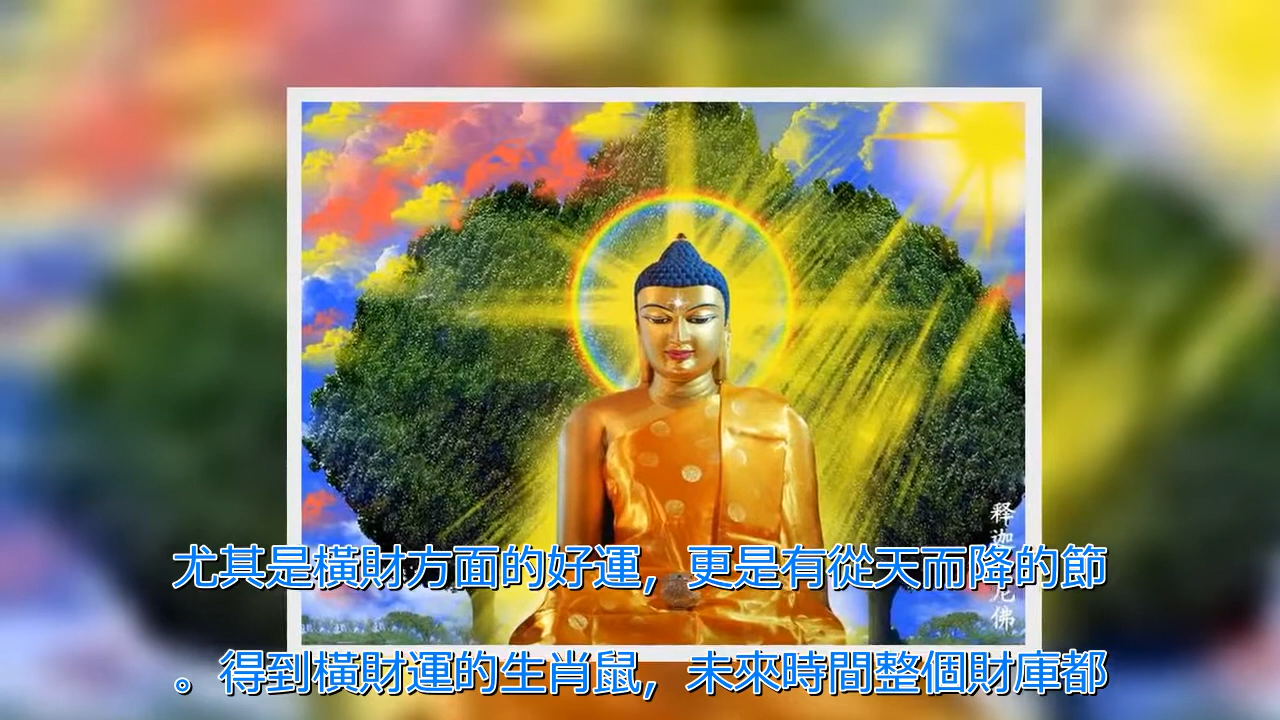 尤其是橫財方面的好運，更是有從天而降的節
。得到橫財運的生肖鼠，未來時間整個財庫都
释迦
尼佛